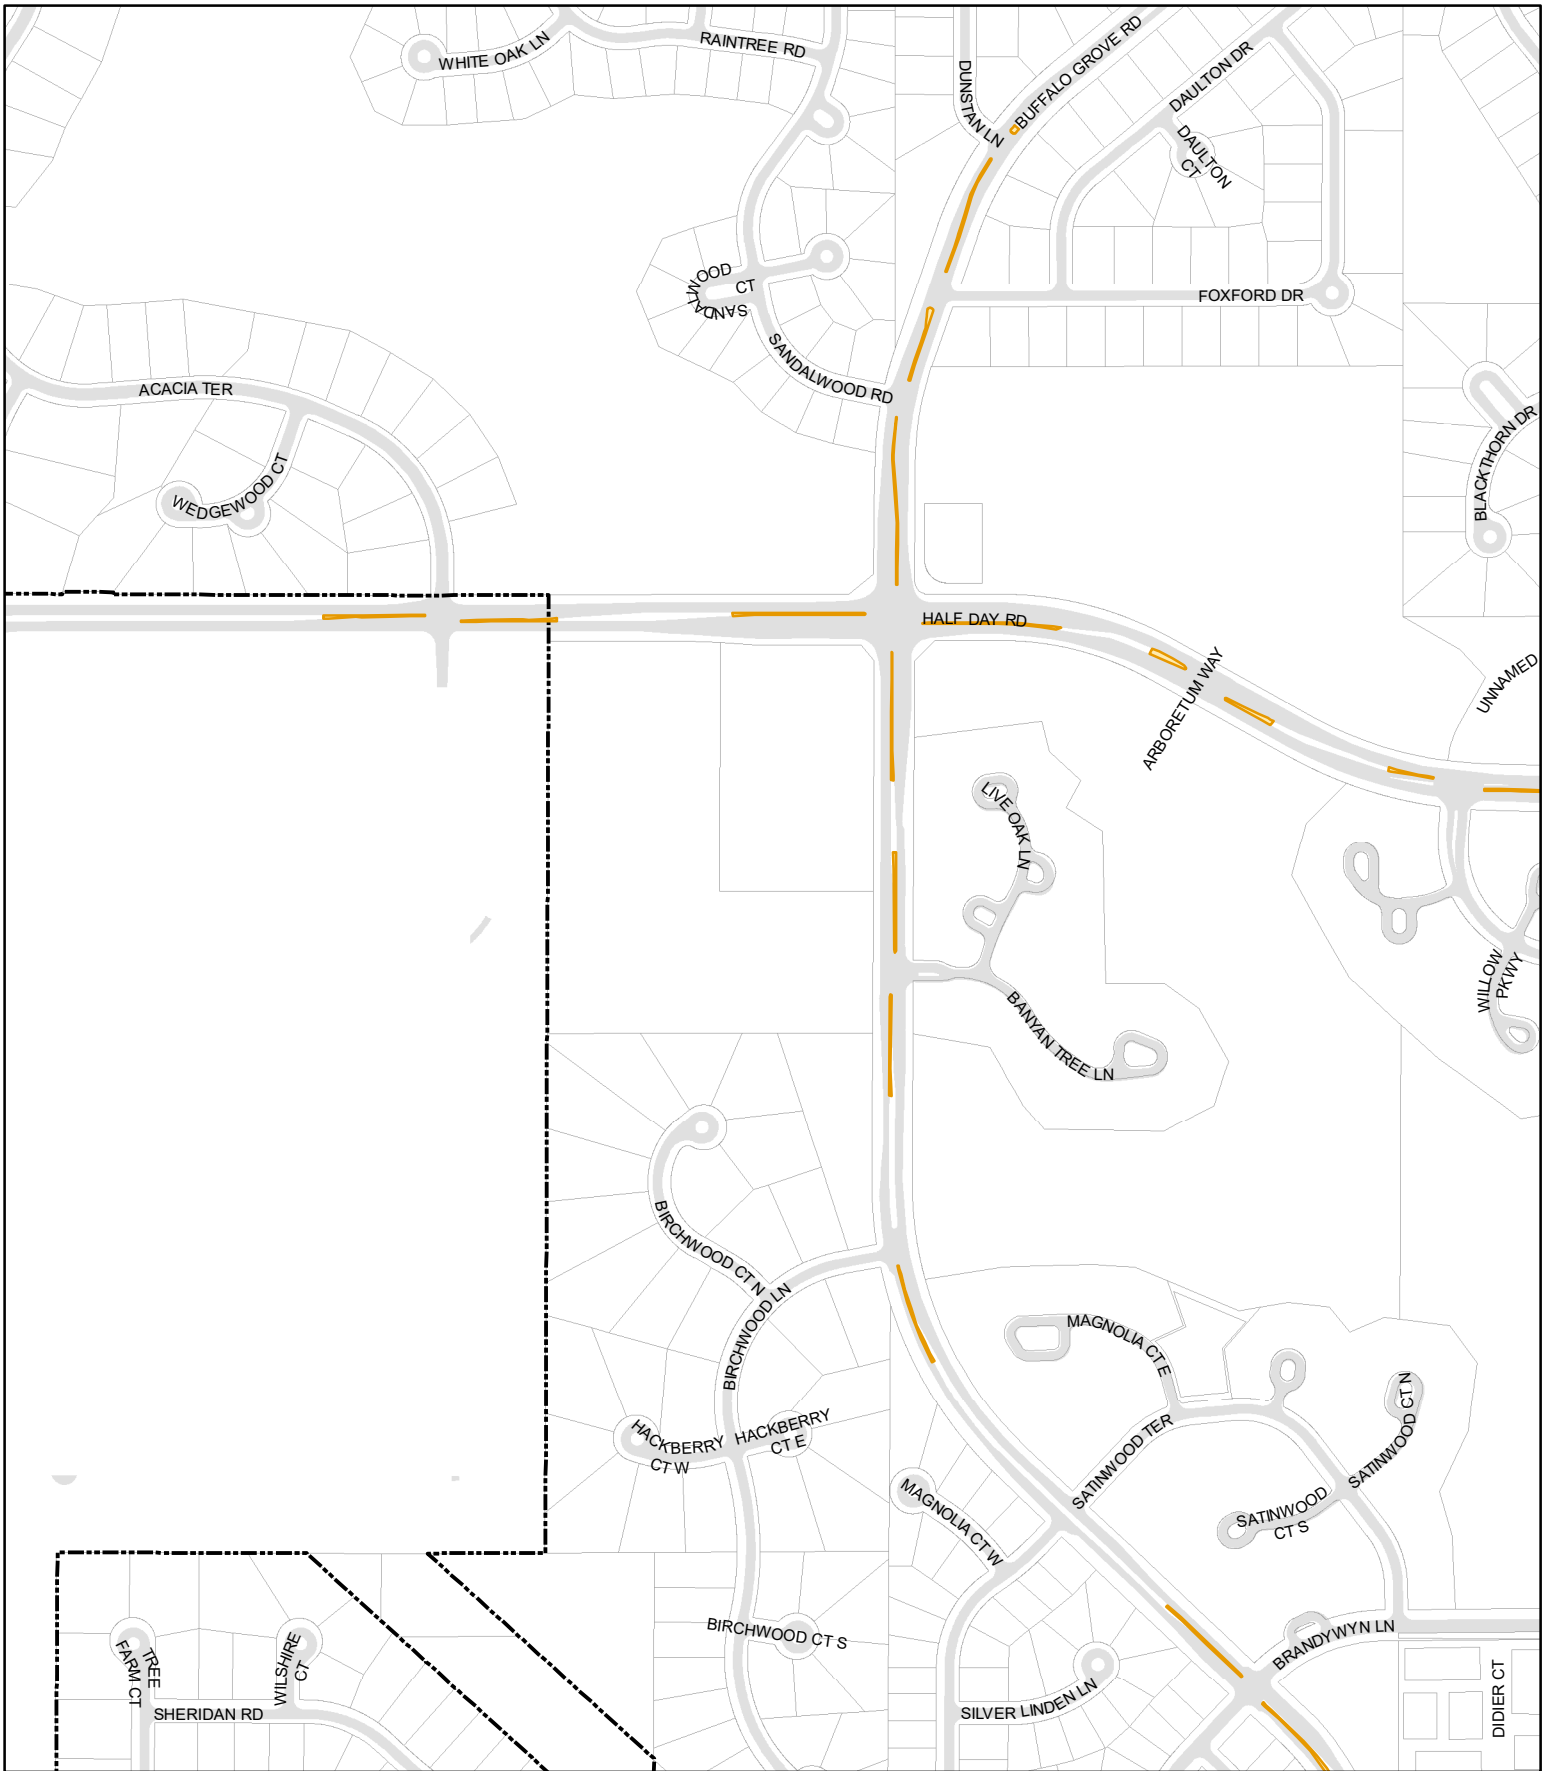 WHITE OAK LN
RAINTREE RD
DUNSTAN LN
BUFFALO GROVE RD
DAULTON DR
DAULTON
CT
SANDALWOOD
CT
FOXFORD DR
SANDALWOOD RD
ACACIA TER
WEDGEWOOD CT
BLACKTHORN DR
HALF DAY RD
ARBORETUM WAY
UNNAMED
LIVE OAK LN
BANYAN TREE LN
WILLOW
PKWY
BIRCHWOOD CT N
BIRCHWOOD LN
MAGNOLIA CT E
HACKBERRY
CT W
HACKBERRY
CT E
SATINWOOD TER
SATINWOOD CT N
SATINWOOD
CT S
MAGNOLIA CT W
BIRCHWOOD CT S
BRANDYWYN LN
TREE
FARM CT
WILSHIRE
CT
SHERIDAN RD
SILVER LINDEN LN
DIDIER CT